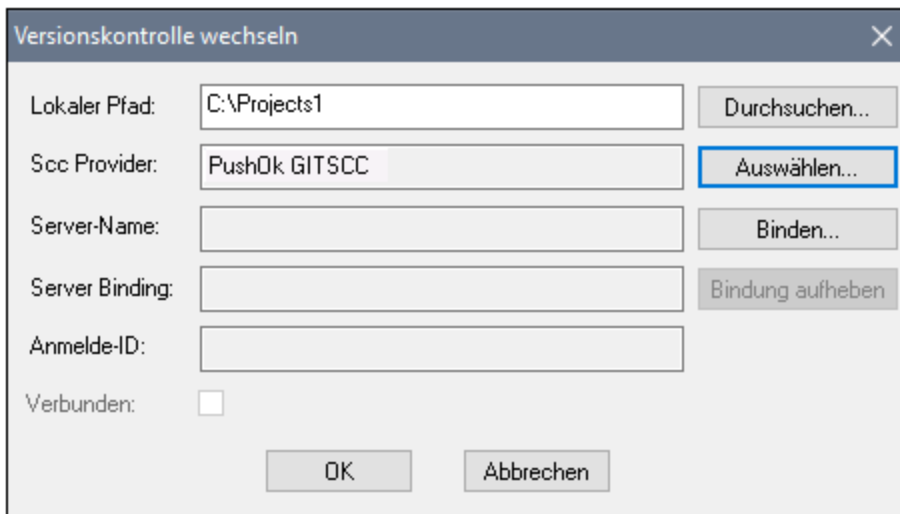 Versionskontrolle wechseln
Lokaler Pfad: C:\Projects1 Durchsuchen...
Scc Provider: PushOk GITSCC Auswählen...
Server-Name: Binden...
Server Binding: Bindung aufheben
Anmelde-ID:
Verbunden:
OK Abbrechen